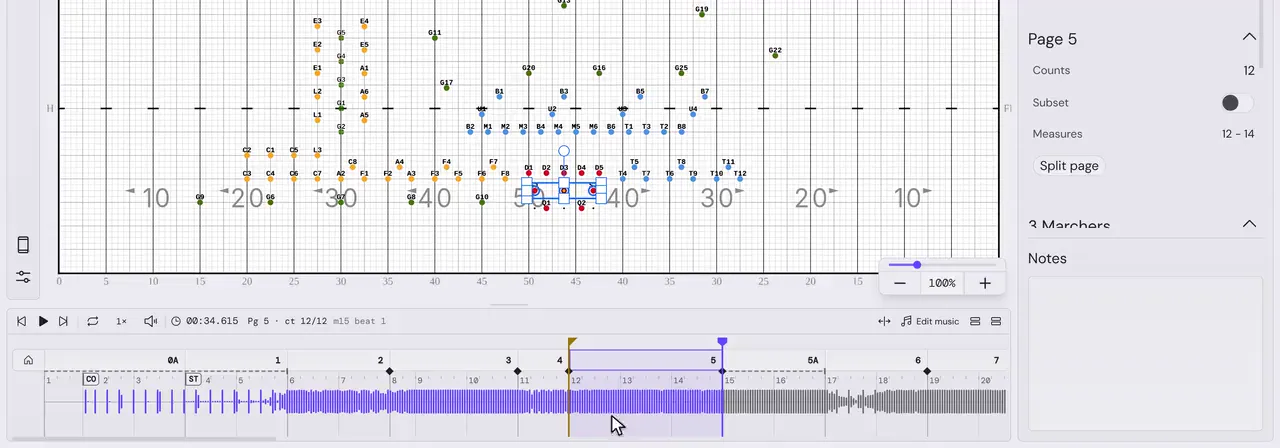 G13
G19
E3 E4
G5 G11
E2 E5
G4 G22
E1 G3 A1 G20 G16 G25
G17
L2 A6 B1 B3 B5 B7
H G1 U2 U4
L1 A5
G2 B2 M1 M2 M3 B4 M4 M5 M6 B6 T1 T3 T2 B8
C2 C1 C5 L3
C8 A4 F4 F7 D1 D2 D3 D4 D5 T5 T8 T11
C3 C4 C6 C7 A2 F1 F2 A3 F3 F5 F6 F8 T4 T7 T6 T9 T10 T12
10 20 30 40 50 40 30 20 10
G9 G6 G7 G8 G10 Q1 Q2
0 5 10 15 20 25 30 35 40 45 50 45 40 35 30 25 20 15
100%
Page 5
Counts 12
Subset
Measures 12 - 14
Split page
3 Marchers
Notes
1× 00:34.615 Pg 5 · ct 12/12 m15 beat 1 Edit music
0A 1 2 3 4 5 5A 6 7
1 CO 2 3 ST 4 5 6 7 8 9 10 11 12 13 14 15 16 17 18 19 20